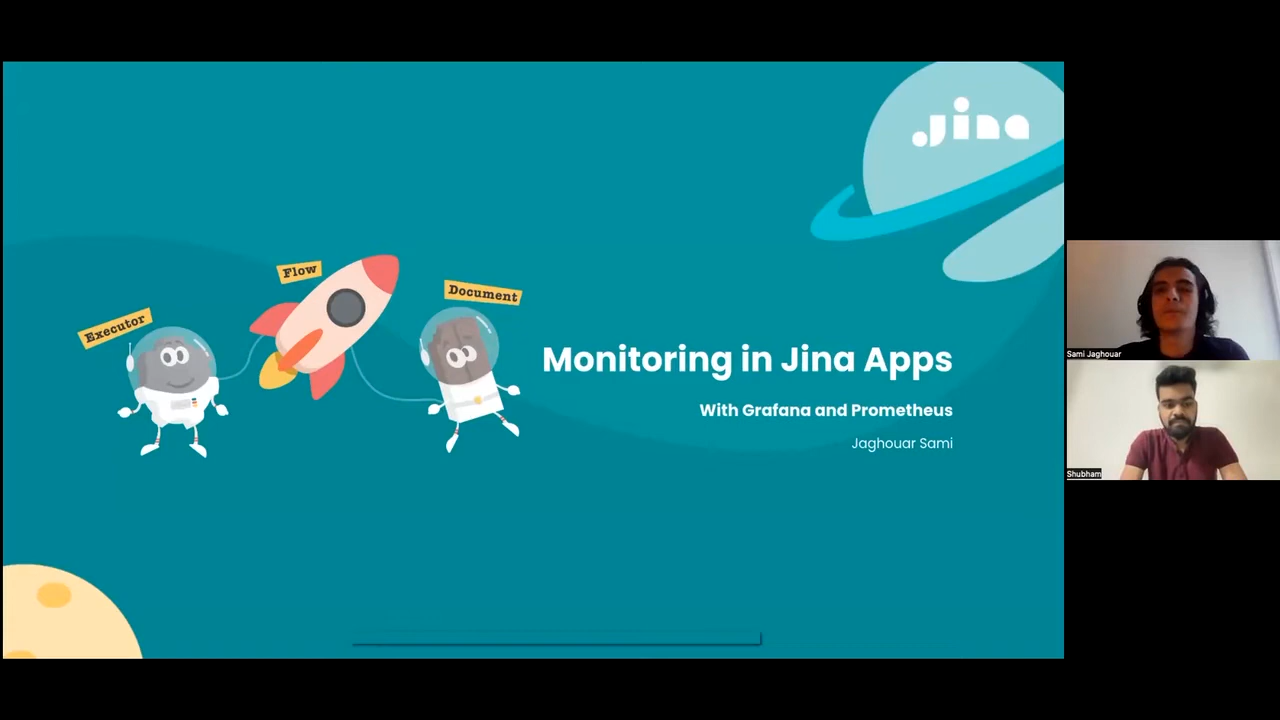 Jina
Flow
Document
Executor
Monitoring in Jina Apps
With Grafana and Prometheus
Jaghouar Sami
Sami Jaghouar
Shubham